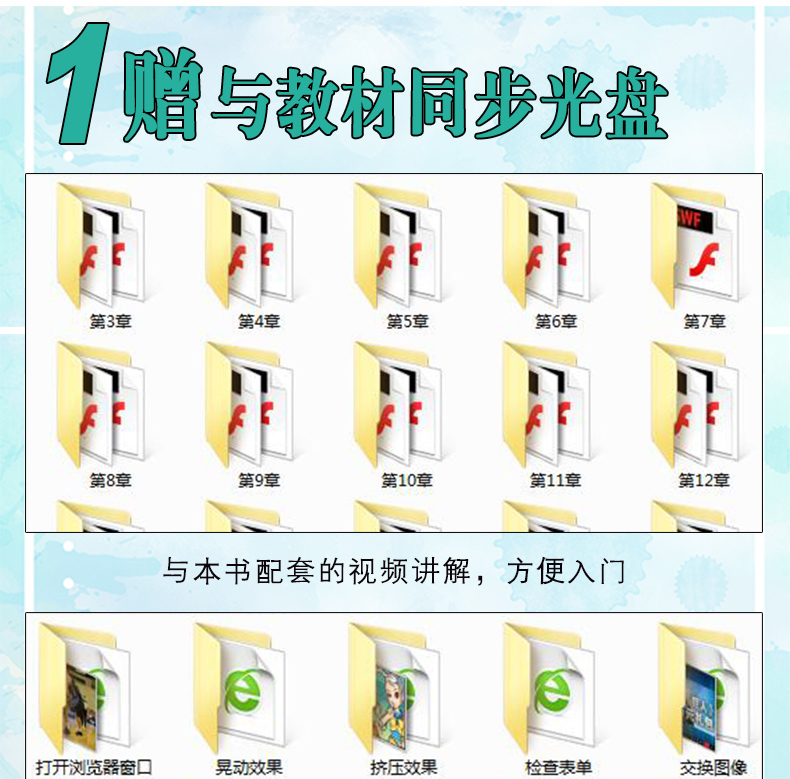 1赠与教材同步光盘
SWF
第3章 第4章 第5章 第6章 第7章
第8章 第9章 第10章 第11章 第12章
与本书配套的视频讲解，方便入门
打开浏览器窗口 晃动效果 挤压效果 检查表单 交换图像